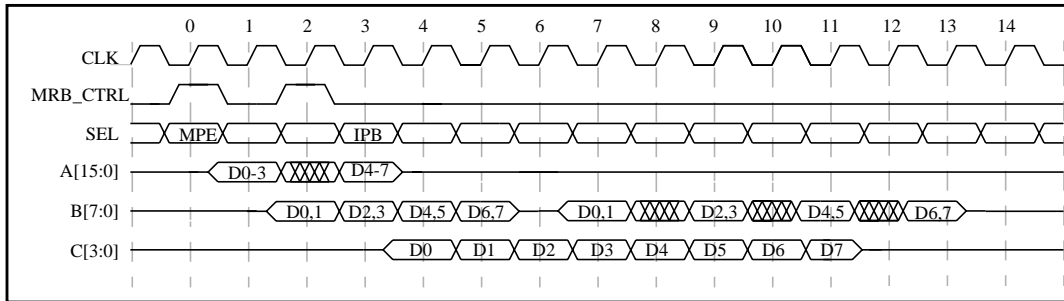 0 1 2 3 4 5 6 7 8 9 10 11 12 13 14
CLK
MRB_CTRL
SEL MPE IPB
A[15:0] D0-3 D4-7
B[7:0] D0,1 D2,3 D4,5 D6,7 D0,1 D2,3 D4,5 D6,7
C[3:0] D0 D1 D2 D3 D4 D5 D6 D7